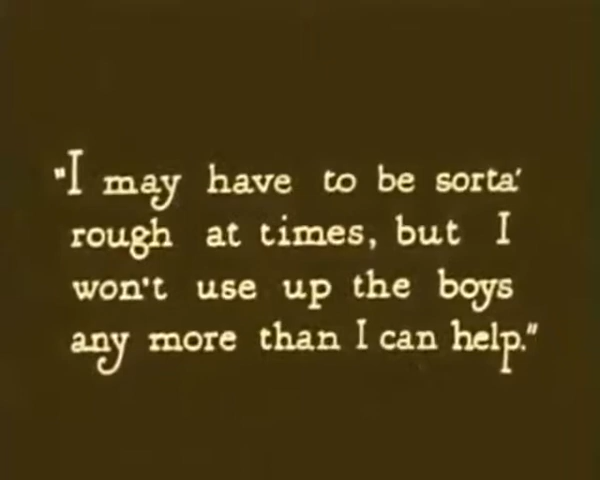 "I may have to be sorta'
rough at times, but I
won't use up the boys
any more than I can help."